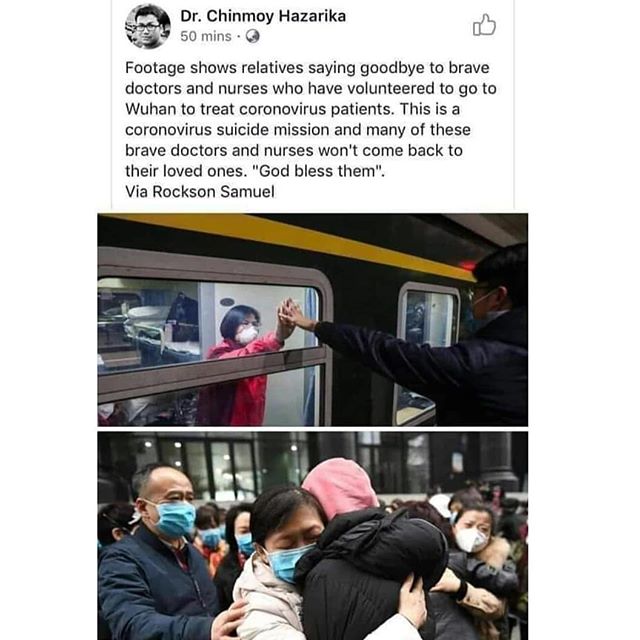 Dr. Chinmoy Hazarika
50 mins ·
Footage shows relatives saying goodbye to brave
doctors and nurses who have volunteered to go to
Wuhan to treat coronovirus patients. This is a
coronovirus suicide mission and many of these
brave doctors and nurses won't come back to
their loved ones. "God bless them".
Via Rockson Samuel